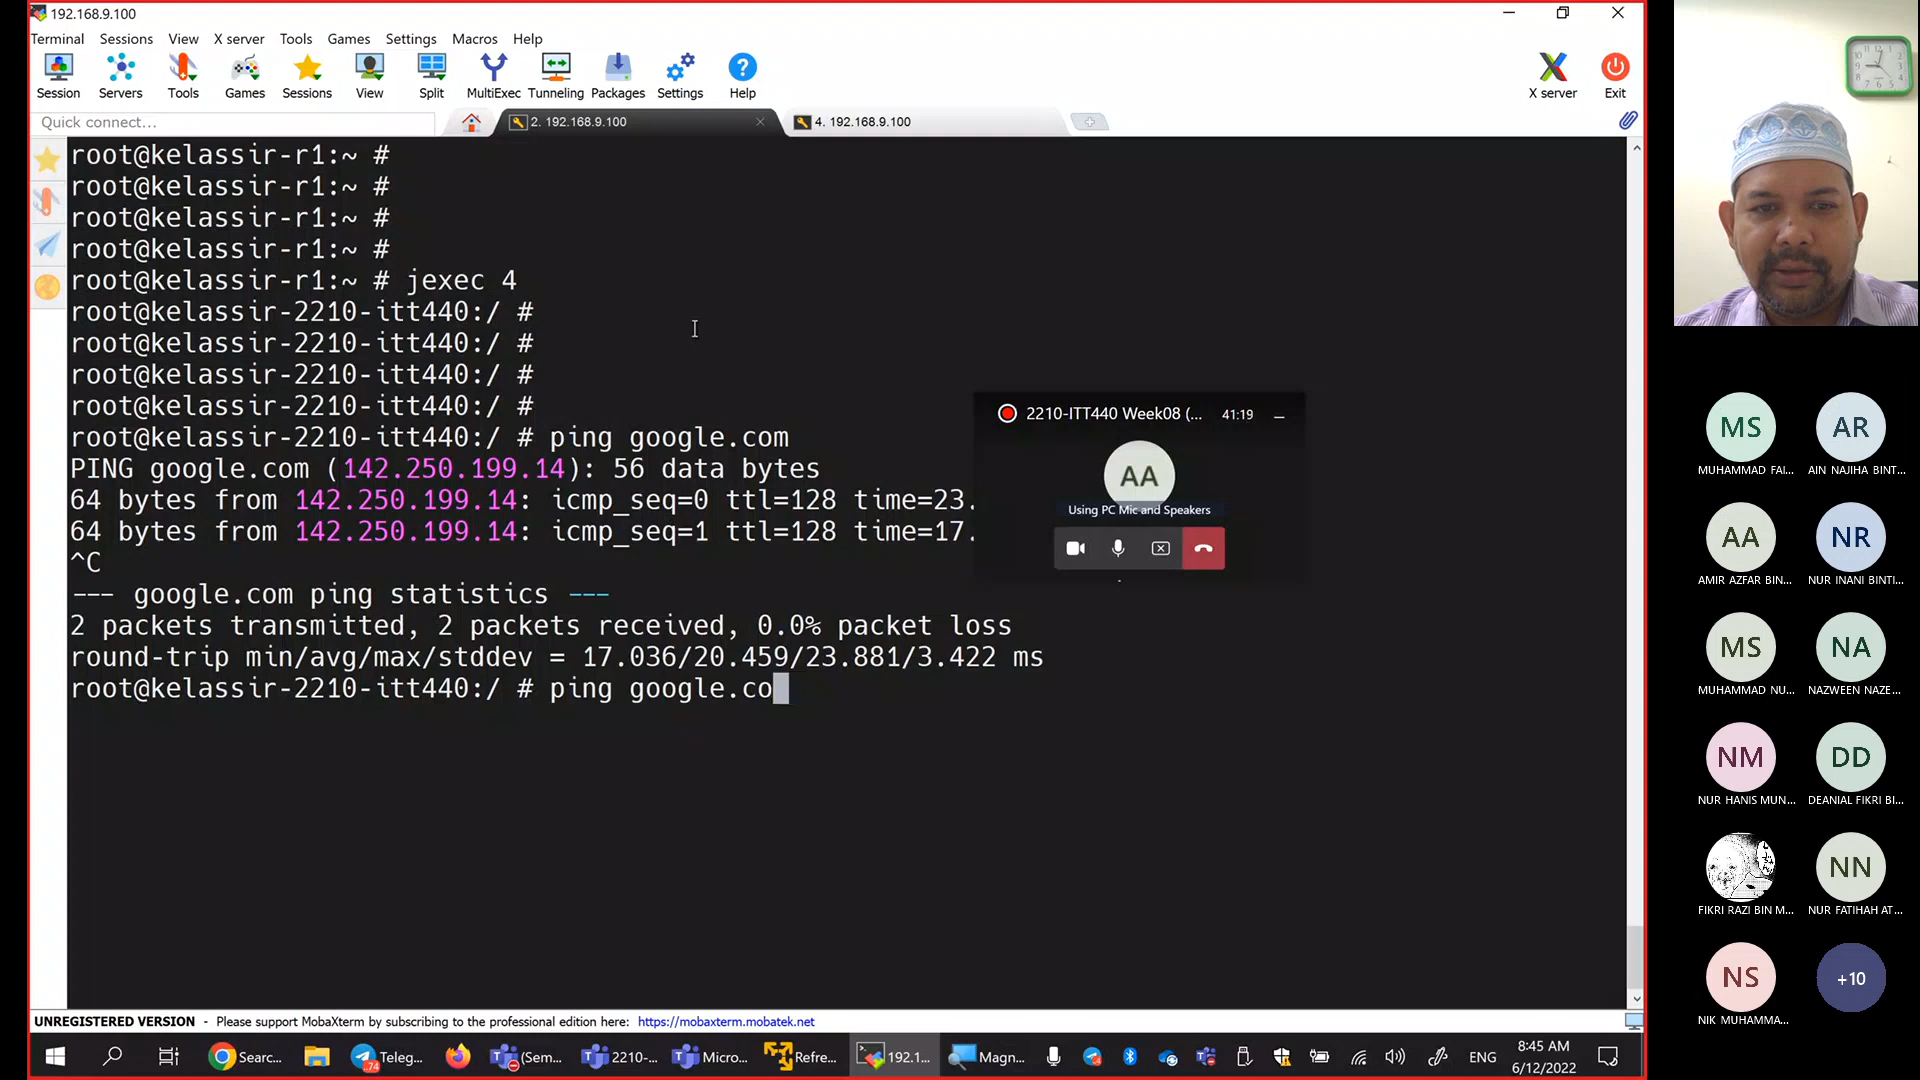 192.168.9.100
Terminal Sessions View X server Tools Games Settings Macros Help
Session Servers Tools Games Sessions View Split MultiExec Tunneling Packages Settings Help X server Exit
Quick connect...
2. 192.168.9.100
4. 192.168.9.100
root@kelassir-r1:~ #
root@kelassir-r1:~ #
root@kelassir-r1:~ #
root@kelassir-r1:~ #
root@kelassir-r1:~ # jexec 4
root@kelassir-2210-itt440:/ #
root@kelassir-2210-itt440:/ #
root@kelassir-2210-itt440:/ #
root@kelassir-2210-itt440:/ #
root@kelassir-2210-itt440:/ # ping google.com
PING google.com (142.250.199.14): 56 data bytes
64 bytes from 142.250.199.14: icmp_seq=0 ttl=128 time=23.
64 bytes from 142.250.199.14: icmp_seq=1 ttl=128 time=17.
^C
--- google.com ping statistics ---
2 packets transmitted, 2 packets received, 0.0% packet loss
round-trip min/avg/max/stddev = 17.036/20.459/23.881/3.422 ms
root@kelassir-2210-itt440:/ # ping google.co
2210-ITT440 Week08 (... 41:19
AA
Using PC Mic and Speakers
UNREGISTERED VERSION - Please support MobaXterm by subscribing to the professional edition here: https://mobaxterm.mobatek.net
Searc... Teleg... 74 (Sem... 2210-... Micro... Refre... 192.1... Magn... ENG
8:45 AM
6/12/2022
MS AR
MUHAMMAD FAI... AIN NAJIHA BINT...
AA NR
AMIR AZFAR BIN... NUR INANI BINTI...
MS NA
MUHAMMAD NU... NAZWEEN NAZE...
NM DD
NUR HANIS MUN... DEANIAL FIKRI BI...
NN
FIKRI RAZI BIN M... NUR FATIHAH AT...
NS +10
NIK MUHAMMA...